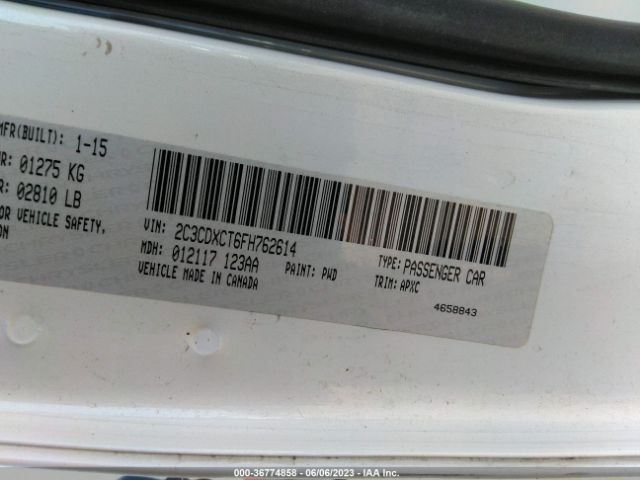 MFR(BUILT): 1-15
R: 01275 KG
R: 02810 LB
OR VEHICLE SAFETY,
ON
VIN: 2C3CDXCT6FH762614
MDH: 012117 123AA
VEHICLE MADE IN CANADA
PAINT: PWD
TYPE: PASSENGER CAR
TRIM: APXC
4658843
000-36774858 - 06/06/2023 - IAA Inc.